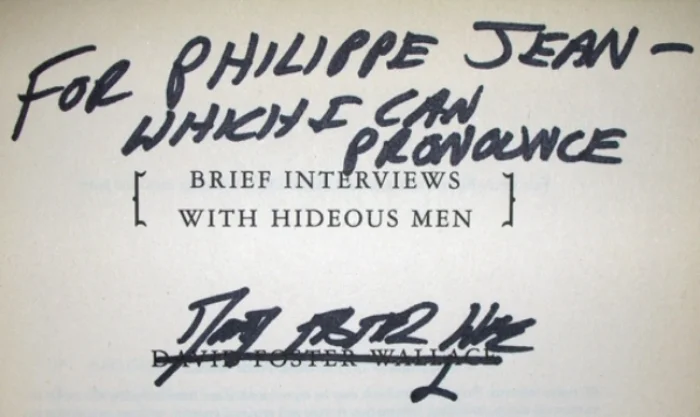 FOR PHILIPPE JEAN —
WHICH I CAN
PRONOUNCE
BRIEF INTERVIEWS
WITH HIDEOUS MEN
DAVID FOSTER WALLACE